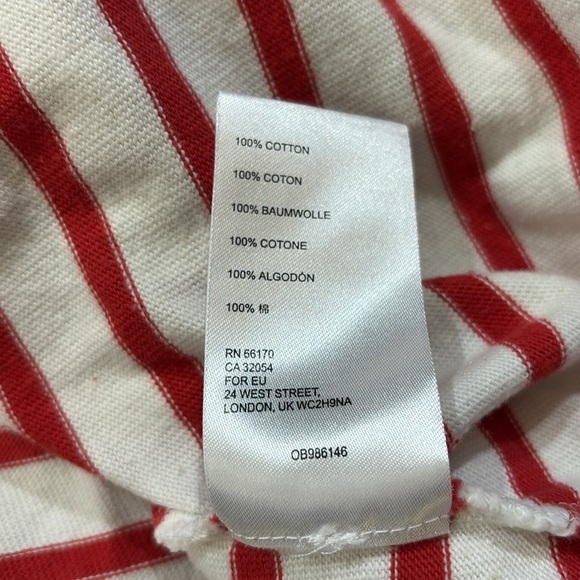 100% COTTON
100% COTON
100% BAUMWOLLE
100% COTONE
100% ALGODÓN
100% 棉
RN 66170
CA 32054
FOR EU
24 WEST STREET,
LONDON, UK WC2H9NA
OB986146